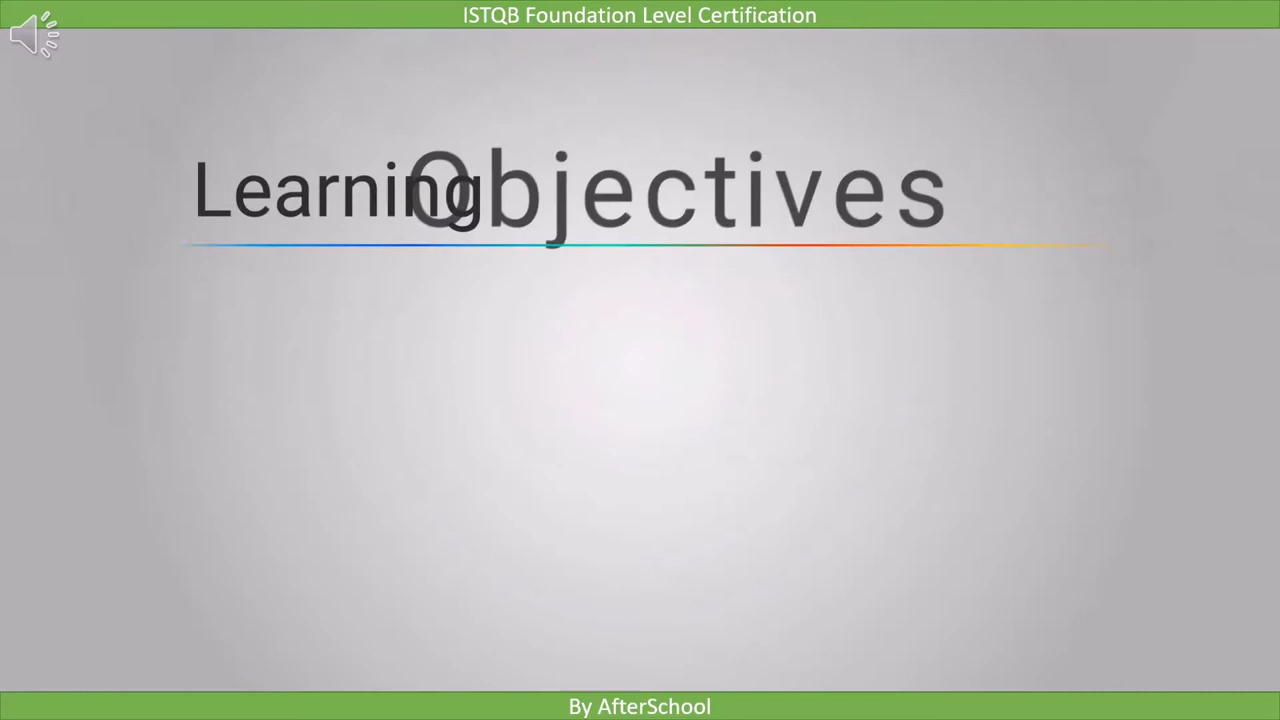 ISTQB Foundation Level Certification
Learning Objectives
By AfterSchool